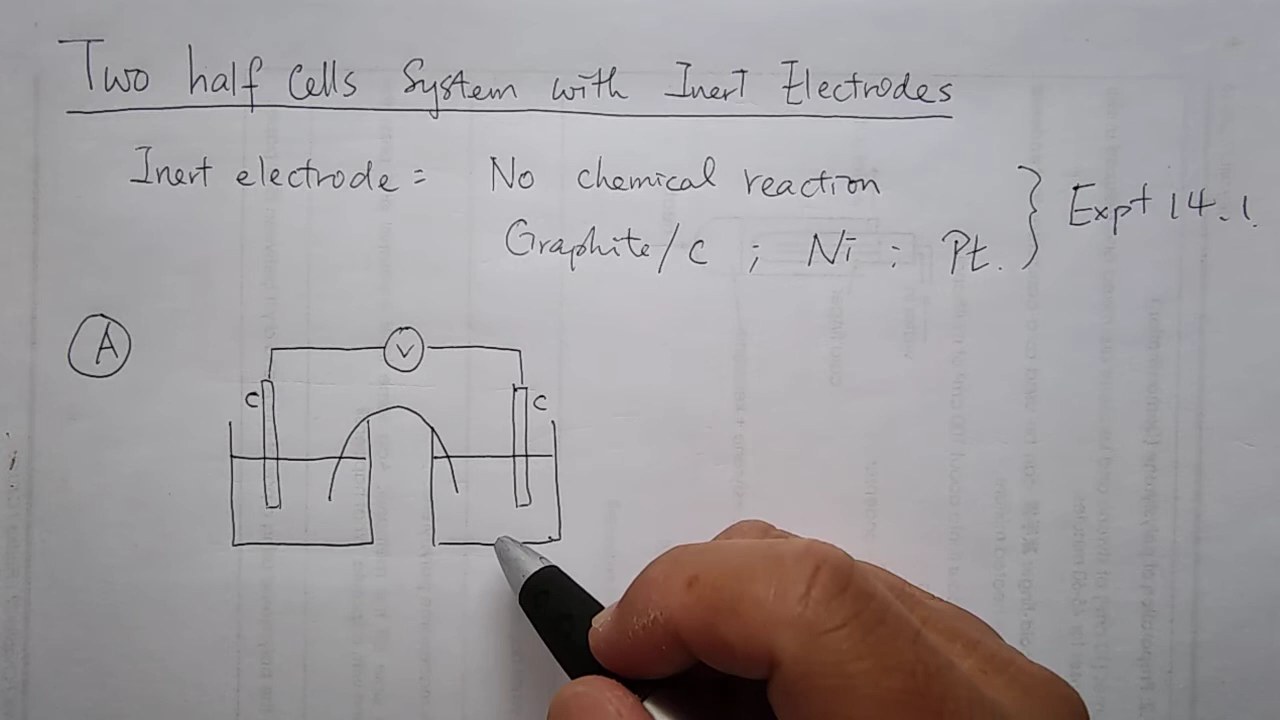 Two half Cells System with Inert Electrodes
Inert electrode = No chemical reaction
Graphite/C ; Ni ; Pt.
Expt 14.1
A
V
C
C